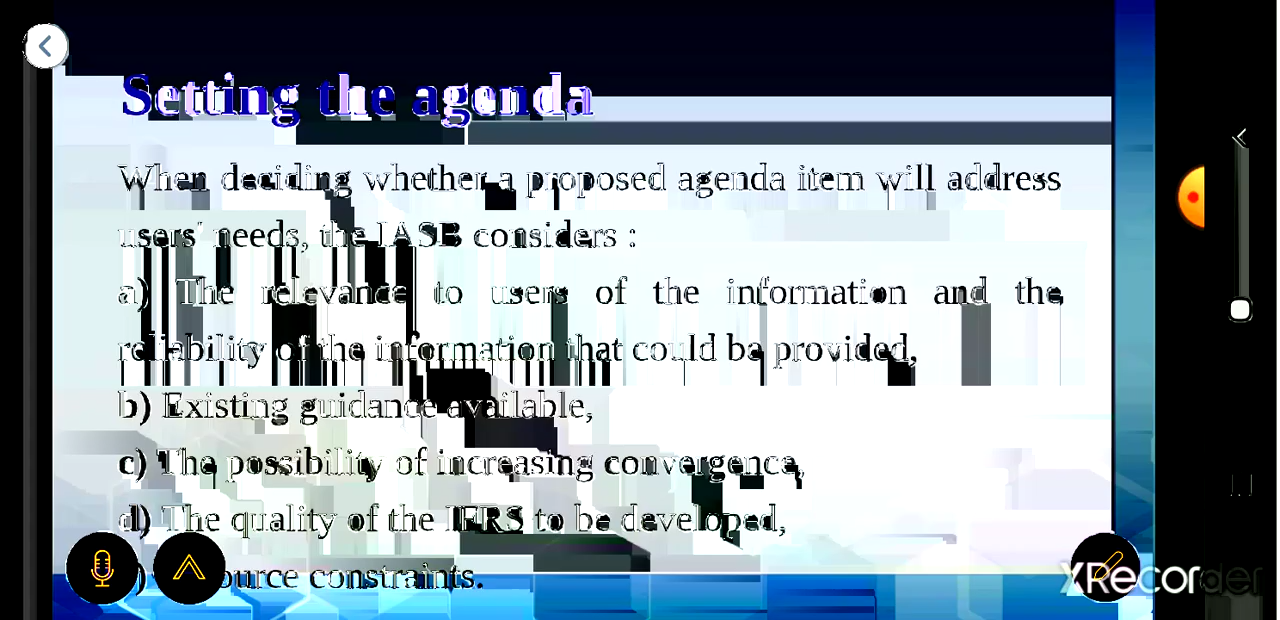 Setting the agenda
When deciding whether a proposed agenda item will address
users' needs, the IASB considers :
a) The relevance to users of the information and the
reliability of the information that could be provided,
b) Existing guidance available,
c) The possibility of increasing convergence,
d) The quality of the IFRS to be developed,
) ource constraints.
XRecorder